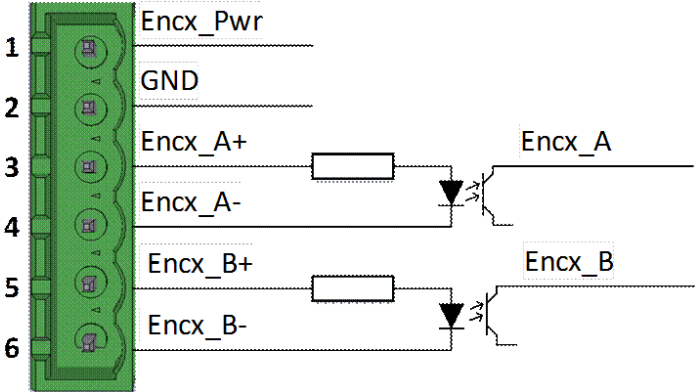 Encx_Pwr
1
GND
2
Encx_A+
Encx_A
3
Encx_A-
4
Encx_B+
Encx_B
5
Encx_B-
6